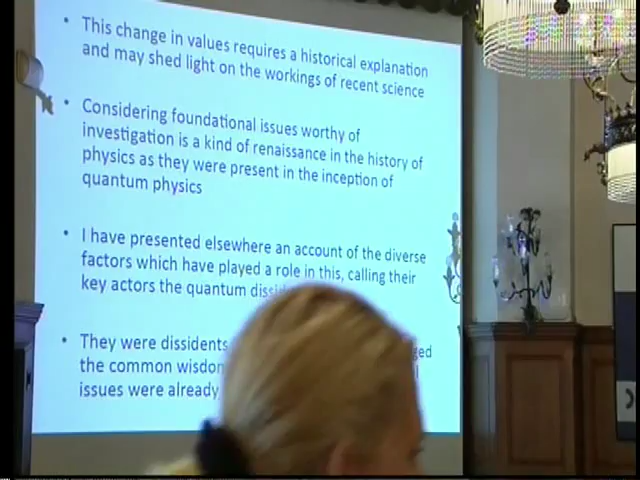 • This change in values requires a historical explanation
and may shed light on the workings of recent science
• Considering foundational issues worthy of
investigation is a kind of renaissance in the history of
physics as they were present in the inception of
quantum physics
• I have presented elsewhere an account of the diverse
factors which have played a role in this, calling their
key actors the quantum
• They were dissidents
the common
issues were already